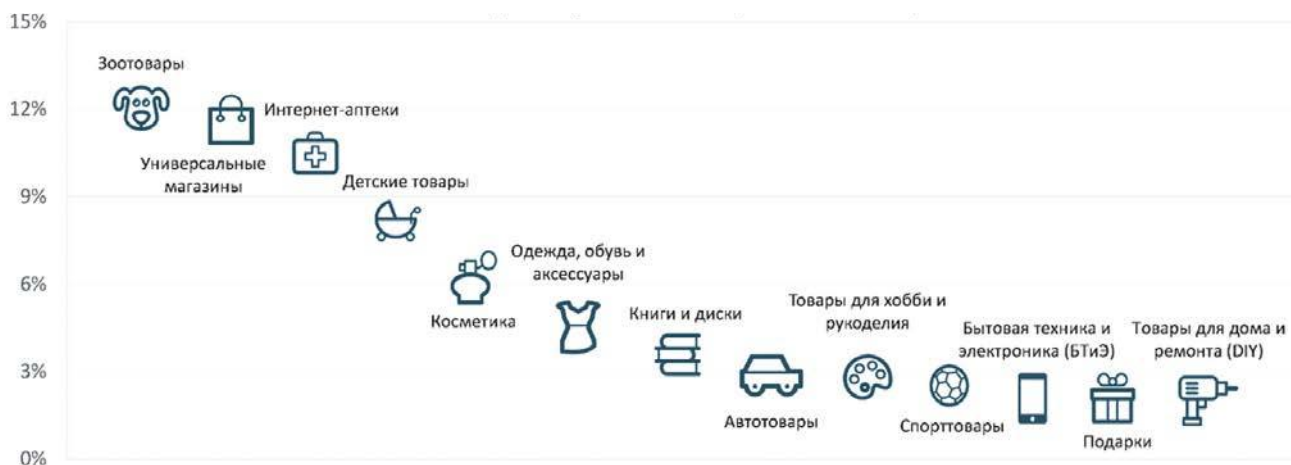 15%
12%
9%
6%
3%
0%
Зоотовары
Универсальные
магазины
Интернет-аптеки
Детские товары
Косметика
Одежда, обувь и
аксессуары
Книги и диски
Автотовары
Товары для хобби и
рукоделия
Спорттовары
Бытовая техника и
электроника (БТиЭ)
Подарки
Товары для дома и
ремонта (DIY)